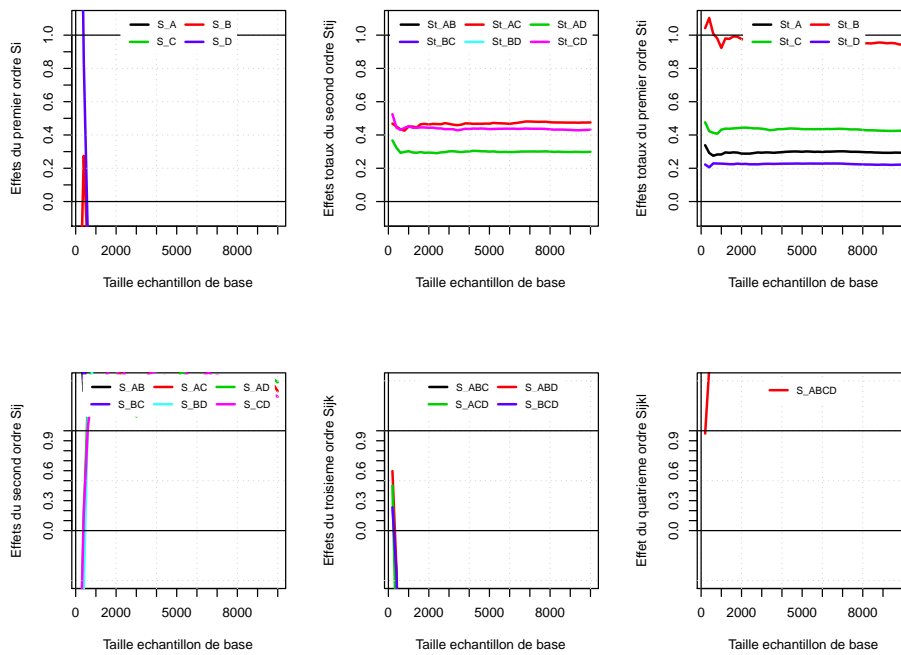 Effets du premier ordre Si
0.0 0.2 0.4 0.6 0.8 1.0
S_A S_B
S_C S_D
0 2000 5000 8000
Taille echantillon de base
Effets totaux du second ordre Stij
0.0 0.2 0.4 0.6 0.8 1.0
St_AB St_AC St_AD
St_BC St_BD St_CD
0 2000 5000 8000
Taille echantillon de base
Effets totaux du premier ordre Sti
0.0 0.2 0.4 0.6 0.8 1.0
St_A St_B
St_C St_D
0 2000 5000 8000
Taille echantillon de base
Effets du second ordre Sij
0.0 0.3 0.6 0.9
S_AB S_AC S_AD
S_BC S_BD S_CD
0 2000 5000 8000
Taille echantillon de base
Effets du troisieme ordre Sijk
0.0 0.3 0.6 0.9
S_ABC S_ABD
S_ACD S_BCD
0 2000 5000 8000
Taille echantillon de base
Effet du quatrieme ordre Sijkl
0.0 0.3 0.6 0.9
S_ABCD
0 2000 5000 8000
Taille echantillon de base